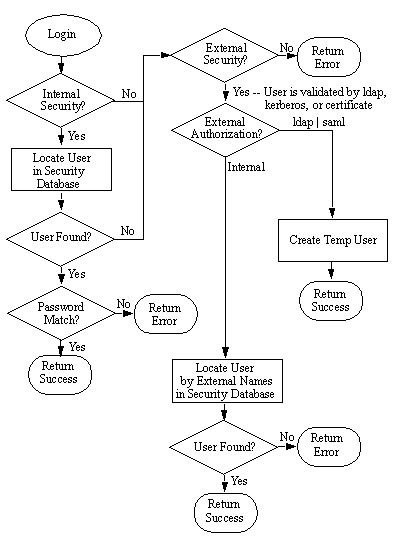 Login
Internal
Security?
No
Yes
Locate User
in Security
Database
User Found?
No
Yes
Password
Match?
No
Return
Error
Yes
Return
Success
External
Security?
No
Return
Error
Yes -- User is validated by ldap,
kerberos, or certificate
External
Authorization?
ldap | saml
Internal
Create Temp User
Return
Success
Locate User
by External Names
in Security Database
User Found?
No
Return
Error
Yes
Return
Success